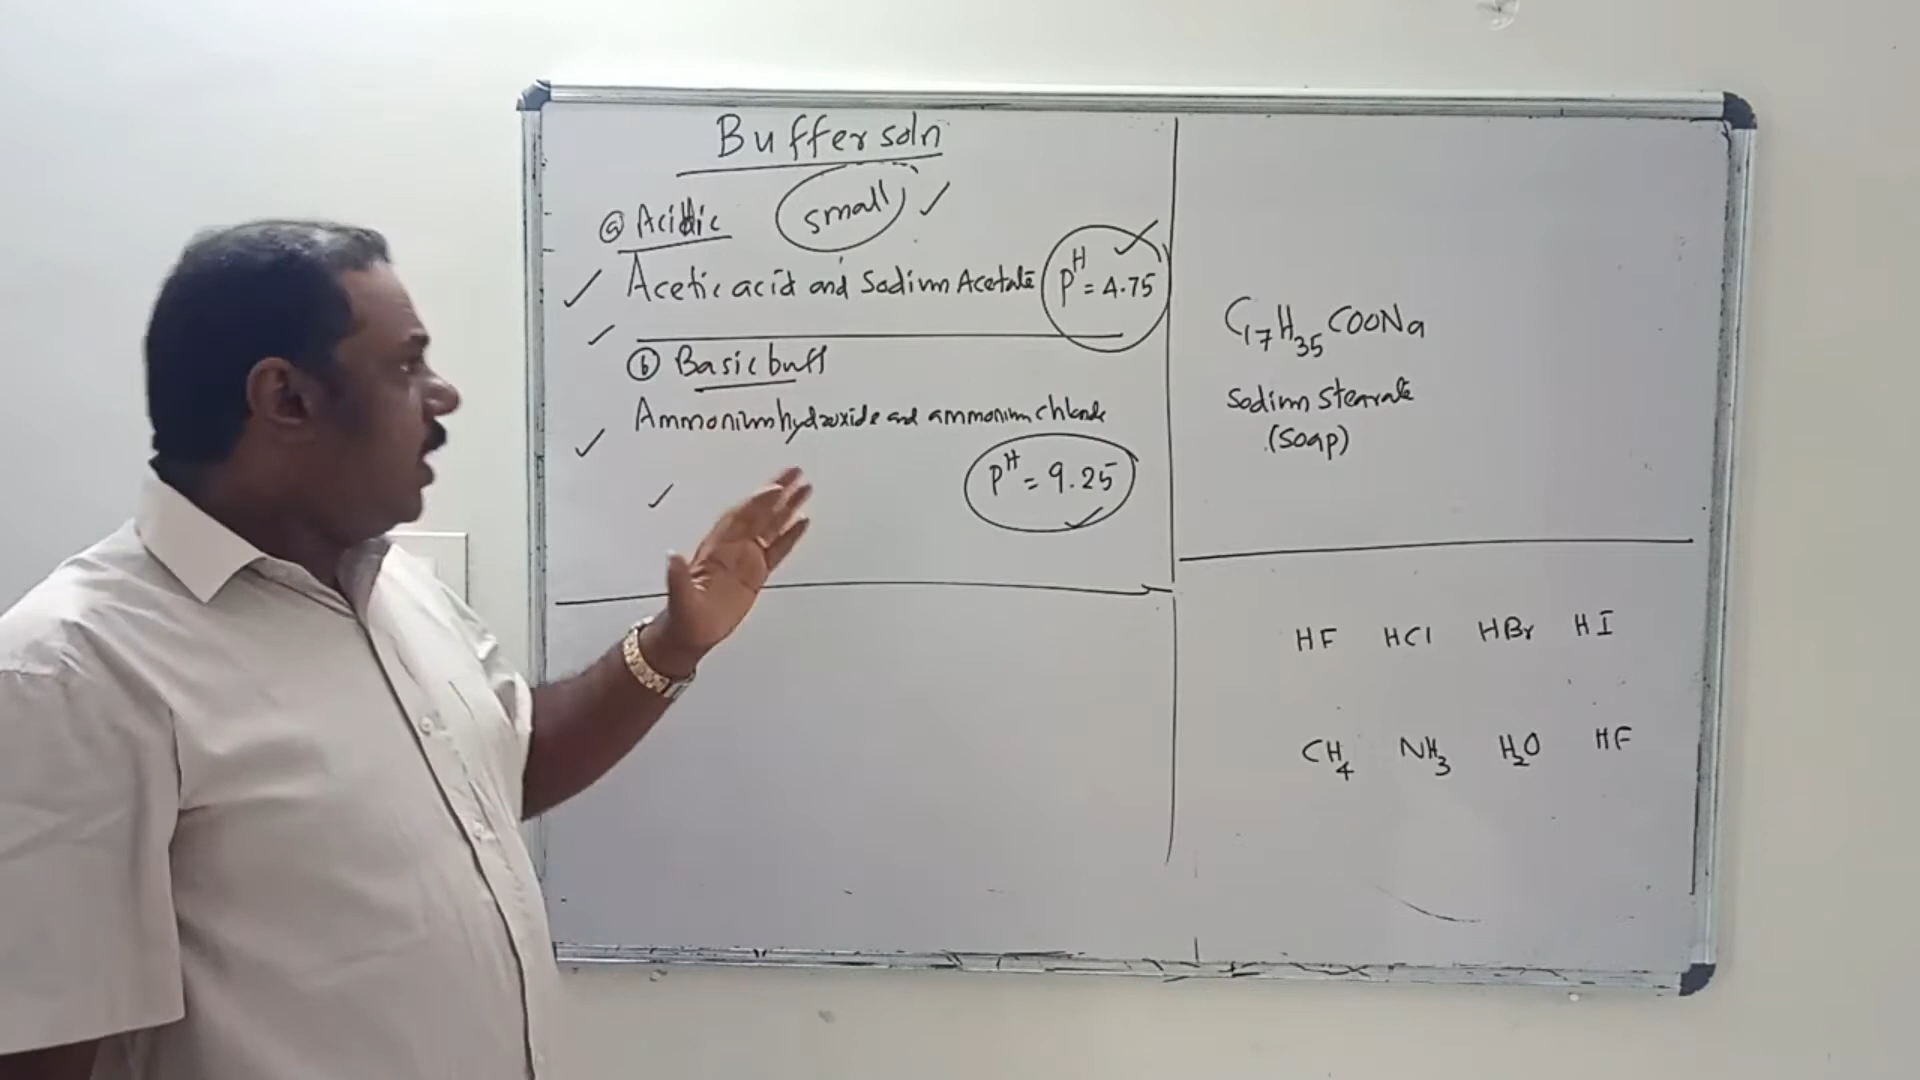 Buffer soln
ⓐ Acidic small
Acetic acid and Sodium Acetate pH = 4.75
ⓑ Basic buff
Ammonium hydroxide and ammonium chloride
pH = 9.25
C17H35COONa
Sodium stearate
(Soap)
HF HCl HBr HI
CH4 NH3 H2O HF